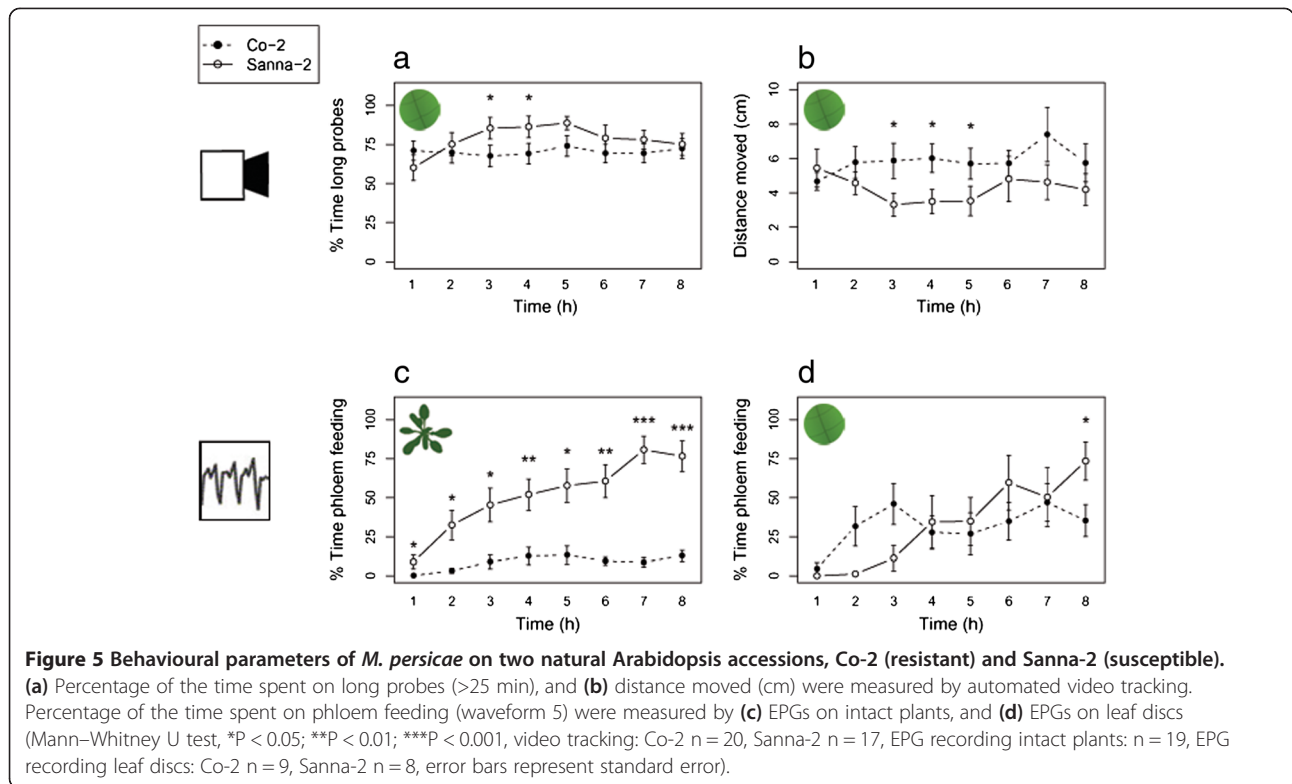 Co-2
Sanna-2
a
% Time long probes
0 25 50 75 100
* *
1 2 3 4 5 6 7 8
Time (h)
b
Distance moved (cm)
0 2 4 6 8 10
* * *
1 2 3 4 5 6 7 8
Time (h)
c
% Time phloem feeding
0 25 50 75 100
* * * ** * ** *** ***
1 2 3 4 5 6 7 8
Time (h)
d
% Time phloem feeding
0 25 50 75 100
*
1 2 3 4 5 6 7 8
Time (h)
Figure 5 Behavioural parameters of M. persicae on two natural Arabidopsis accessions, Co-2 (resistant) and Sanna-2 (susceptible).
(a) Percentage of the time spent on long probes (>25 min), and (b) distance moved (cm) were measured by automated video tracking.
Percentage of the time spent on phloem feeding (waveform 5) were measured by (c) EPGs on intact plants, and (d) EPGs on leaf discs
(Mann–Whitney U test, *P < 0.05; **P < 0.01; ***P < 0.001, video tracking: Co-2 n = 20, Sanna-2 n = 17, EPG recording intact plants: n = 19, EPG
recording leaf discs: Co-2 n = 9, Sanna-2 n = 8, error bars represent standard error).